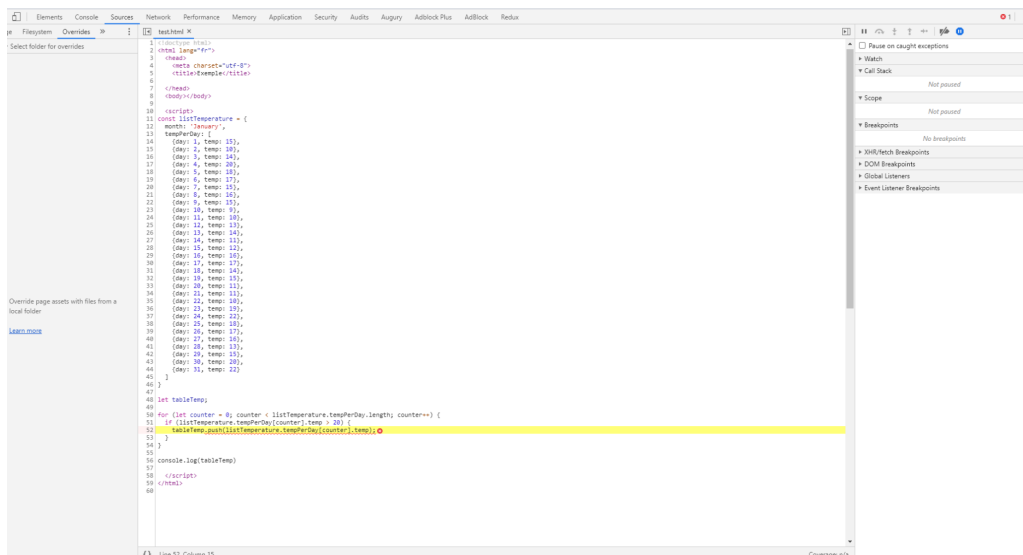 Elements Console Sources Network Performance Memory Application Security Audits Augury Adblock Plus AdBlock Redux 1
ge Filesystem Overrides » test.html ×
Select folder for overrides
Override page assets with files from a
local folder
Learn more
1 <!doctype html>
2 <html lang="fr">
3 <head>
4 <meta charset="utf-8">
5 <title>Exemple</title>
6
7 </head>
8 <body></body>
9
10 <script>
11 const listTemperature = {
12 month: 'January',
13 tempPerDay: [
14 {day: 1, temp: 15},
15 {day: 2, temp: 10},
16 {day: 3, temp: 14},
17 {day: 4, temp: 20},
18 {day: 5, temp: 18},
19 {day: 6, temp: 17},
20 {day: 7, temp: 15},
21 {day: 8, temp: 16},
22 {day: 9, temp: 15},
23 {day: 10, temp: 9},
24 {day: 11, temp: 10},
25 {day: 12, temp: 13},
26 {day: 13, temp: 14},
27 {day: 14, temp: 11},
28 {day: 15, temp: 12},
29 {day: 16, temp: 16},
30 {day: 17, temp: 17},
31 {day: 18, temp: 14},
32 {day: 19, temp: 15},
33 {day: 20, temp: 11},
34 {day: 21, temp: 11},
35 {day: 22, temp: 10},
36 {day: 23, temp: 19},
37 {day: 24, temp: 22},
38 {day: 25, temp: 18},
39 {day: 26, temp: 17},
40 {day: 27, temp: 16},
41 {day: 28, temp: 13},
42 {day: 29, temp: 15},
43 {day: 30, temp: 20},
44 {day: 31, temp: 22}
45 ]
46 }
47
48 let tableTemp;
49
50 for (let counter = 0; counter < listTemperature.tempPerDay.length; counter++) {
51 if (listTemperature.tempPerDay[counter].temp > 20) {
52 tableTemp.push(listTemperature.tempPerDay[counter].temp);
53 }
54 }
55
56 console.log(tableTemp)
57
58 </script>
59 </html>
60
{} Line 52, Column 15 Coverage: n/a
Pause on caught exceptions
Watch
Call Stack
Not paused
Scope
Not paused
Breakpoints
No breakpoints
XHR/fetch Breakpoints
DOM Breakpoints
Global Listeners
Event Listener Breakpoints